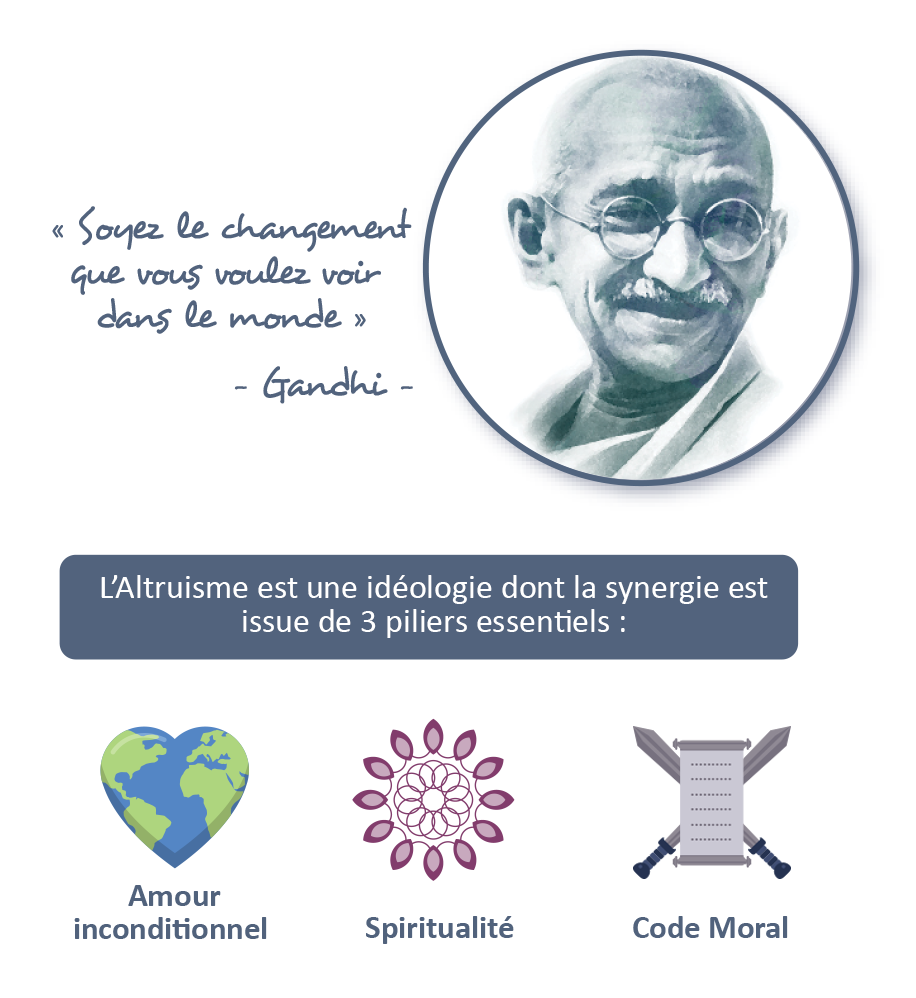 « Soyez le changement
que vous voulez voir
dans le monde »
- Gandhi -
L’Altruisme est une idéologie dont la synergie est
issue de 3 piliers essentiels :
Amour
inconditionnel
Spiritualité
Code Moral